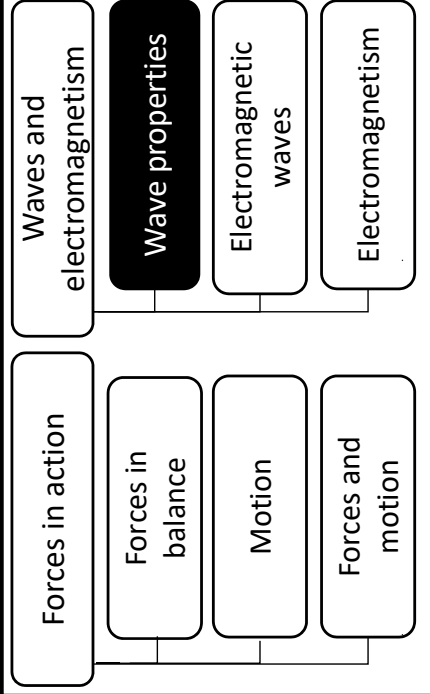 Forces in action
Forces in
balance
Motion
Forces and
motion
Waves and
electromagnetism
Wave properties
Electromagnetic
waves
Electromagnetism